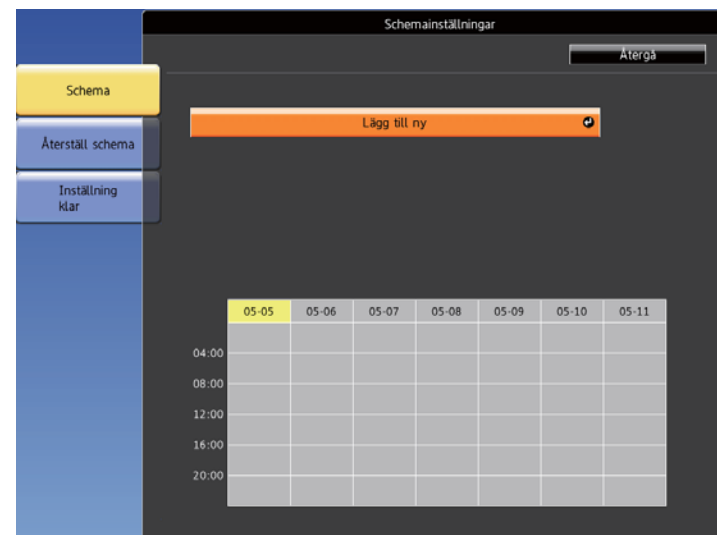 Schemainställningar
Återgå
Schema
Lägg till ny
Återställ schema
Inställning
klar
05-05 05-06 05-07 05-08 05-09 05-10 05-11
04:00
08:00
12:00
16:00
20:00